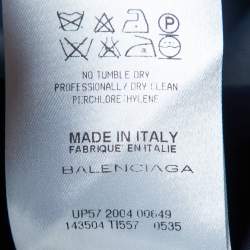 NO TUMBLE DRY
PROFESSIONALLY DRY CLEAN
PERCHLORETHYLENE
MADE IN ITALY
FABRIQUE EN ITALIE
BALENCIAGA
UP57 2004 00649
143504 TI557 0535